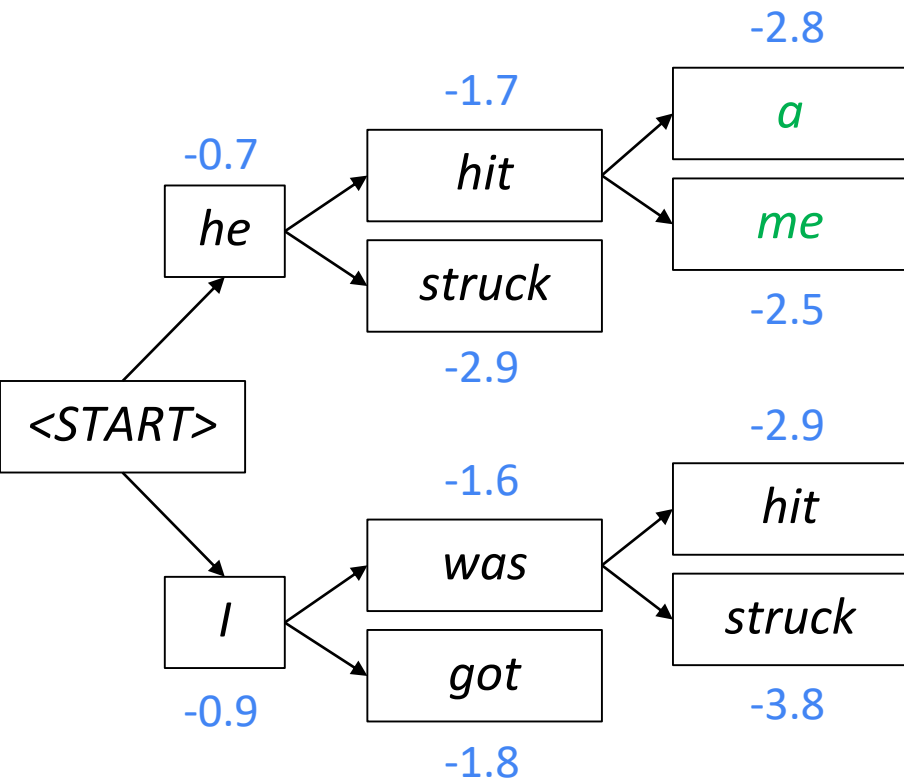 -2.8
-1.7
a
-0.7
hit
he
me
struck
-2.5
-2.9
<START>
-2.9
-1.6
hit
was
I
struck
got
-0.9
-3.8
-1.8